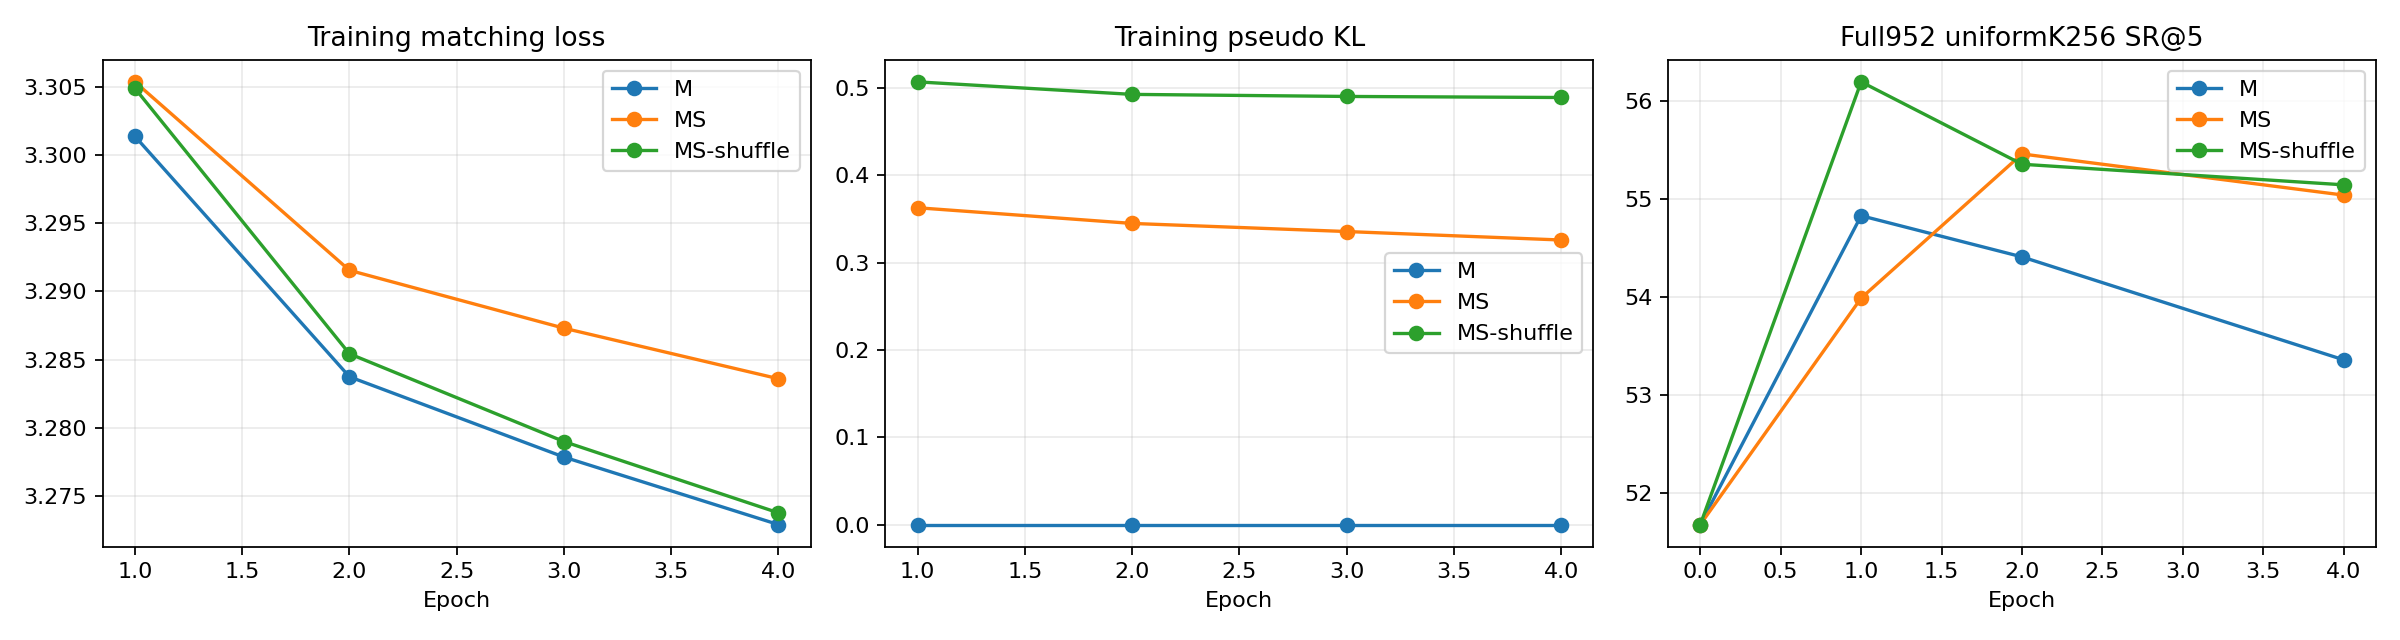 Training matching loss
3.305
3.300
3.295
3.290
3.285
3.280
3.275
M
MS
MS-shuffle
1.0 1.5 2.0 2.5 3.0 3.5 4.0
Epoch
Training pseudo KL
0.5
0.4
0.3
0.2
0.1
0.0
M
MS
MS-shuffle
1.0 1.5 2.0 2.5 3.0 3.5 4.0
Epoch
Full952 uniformK256 SR@5
56
55
54
53
52
M
MS
MS-shuffle
0.0 0.5 1.0 1.5 2.0 2.5 3.0 3.5 4.0
Epoch